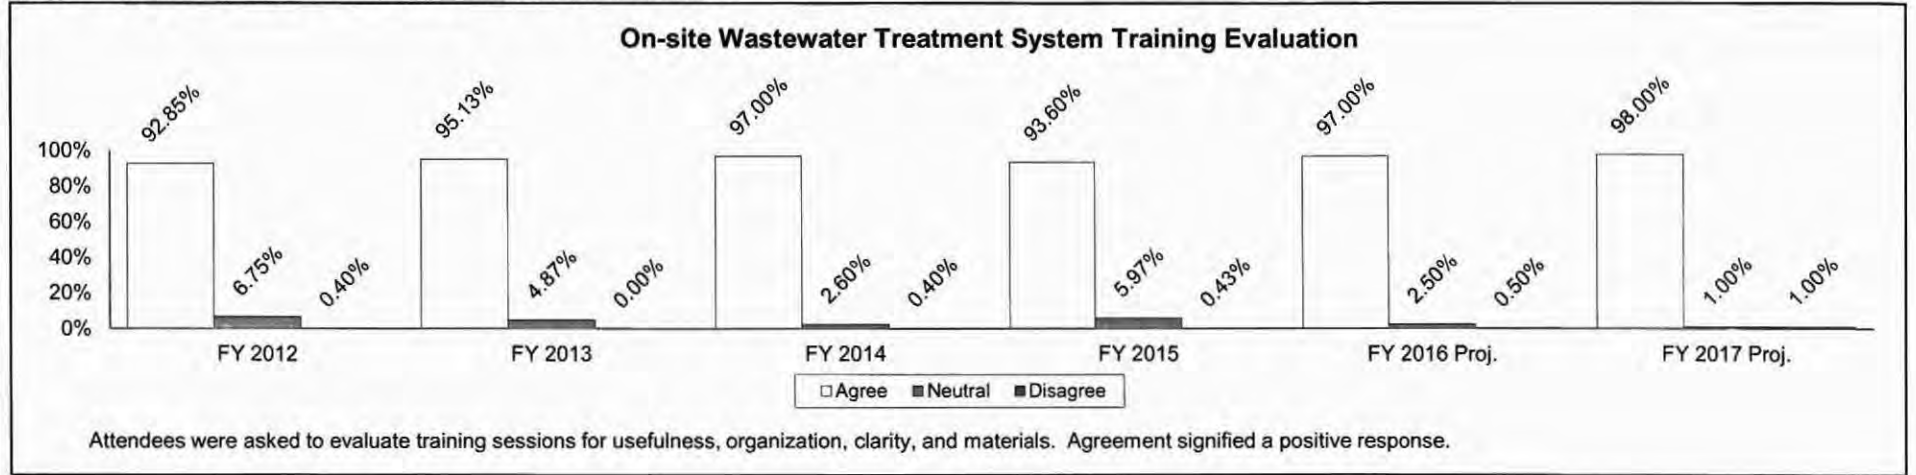 On-site Wastewater Treatment System Training Evaluation
92.85% 95.13% 97.00% 93.60% 97.00% 98.00%
100%
80%
60%
40%
20%
0%
6.75% 0.40% 4.87% 0.00% 2.60% 0.40% 5.97% 0.43% 2.50% 0.50% 1.00% 1.00%
FY 2012 FY 2013 FY 2014 FY 2015 FY 2016 Proj. FY 2017 Proj.
Agree Neutral Disagree
Attendees were asked to evaluate training sessions for usefulness, organization, clarity, and materials. Agreement signified a positive response.